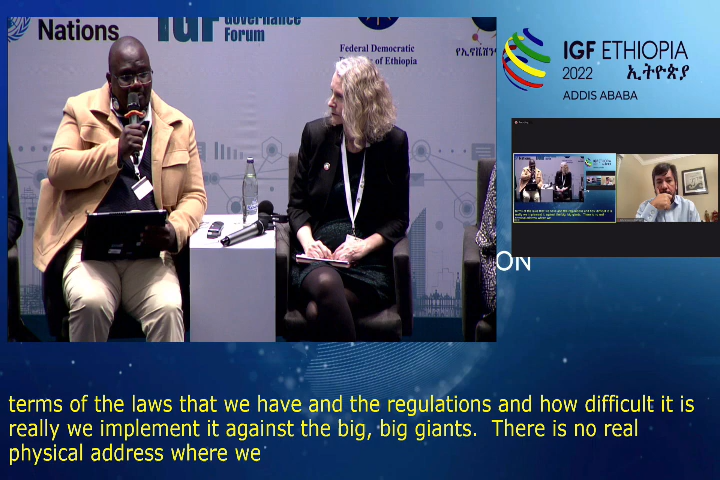 Nations
IGF
Governance
Forum
Federal Democratic
of Ethiopia
IGF ETHIOPIA
2022 ኢትዮጵያ
ADDIS ABABA
ON
terms of the laws that we have and the regulations and how difficult it is
really we implement it against the big, big giants. There is no real
physical address where we